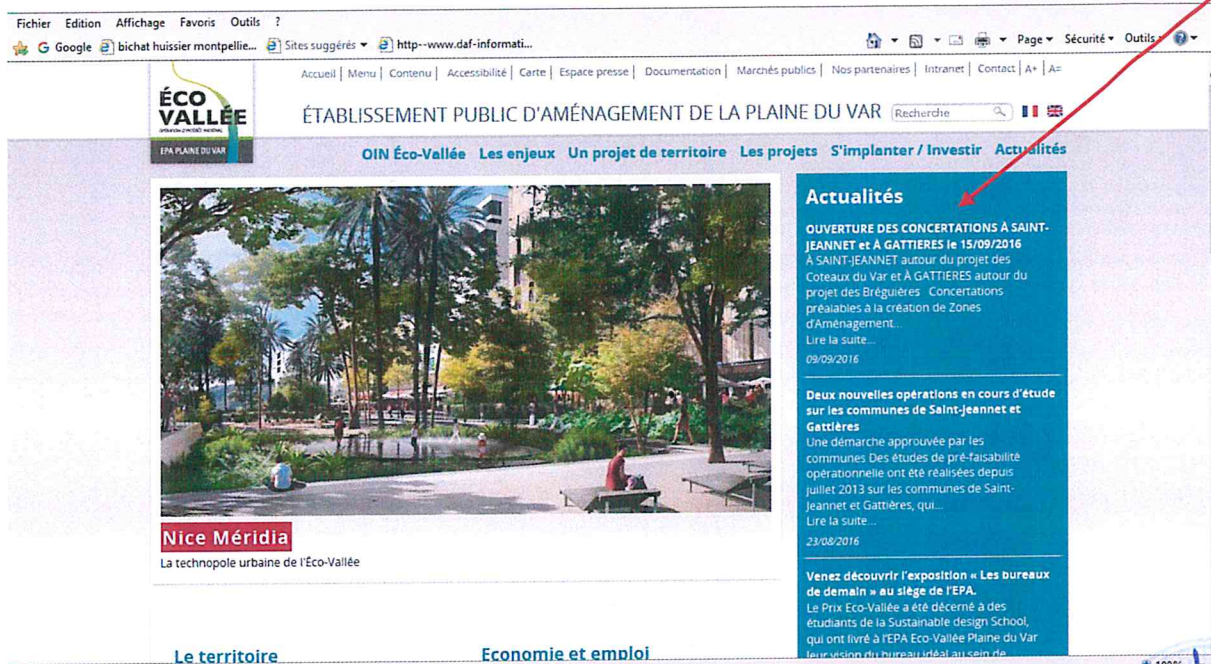 Fichier Edition Affichage Favoris Outils ?
Google bichat huissier montpellie... Sites suggérés http--www.daf-informati...
Page Sécurité Outils
Accueil | Menu | Contenu | Accessibilité | Carte | Espace presse | Documentation | Marchés publics | Nos partenaires | Intranet | Contact | A+ | A=
ÉCO
VALLÉE
EPA PLAINE DU VAR
ÉTABLISSEMENT PUBLIC D'AMÉNAGEMENT DE LA PLAINE DU VAR Recherche
OIN Éco-Vallée Les enjeux Un projet de territoire Les projets S'implanter / Investir Actualités
Nice Méridia
La technopole urbaine de l'Éco-Vallée
Le territoire
Economie et emploi
Actualités
OUVERTURE DES CONCERTATIONS À SAINT-
JEANNET et À GATTIERES le 15/09/2016
À SAINT-JEANNET autour du projet des
Coteaux du Var et À GATTIERES autour du
projet des Bréguières Concertations
préalables à la création de Zones
d'Aménagement...
Lire la suite...
09/09/2016
Deux nouvelles opérations en cours d'étude
sur les communes de Saint-Jeannet et
Gattières
Une démarche approuvée par les
communes Des études de pré-faisabilité
opérationnelle ont été réalisées depuis
juillet 2013 sur les communes de Saint-
Jeannet et Gattières, qui...
Lire la suite...
23/08/2016
Venez découvrir l'exposition « Les bureaux
de demain » au siège de l'EPA.
Le Prix Eco-Vallée a été décerné à des
étudiants de la Sustainable design School,
qui ont livré à l'EPA Eco-Vallée Plaine du Var
leur vision du bureau idéal au sein de